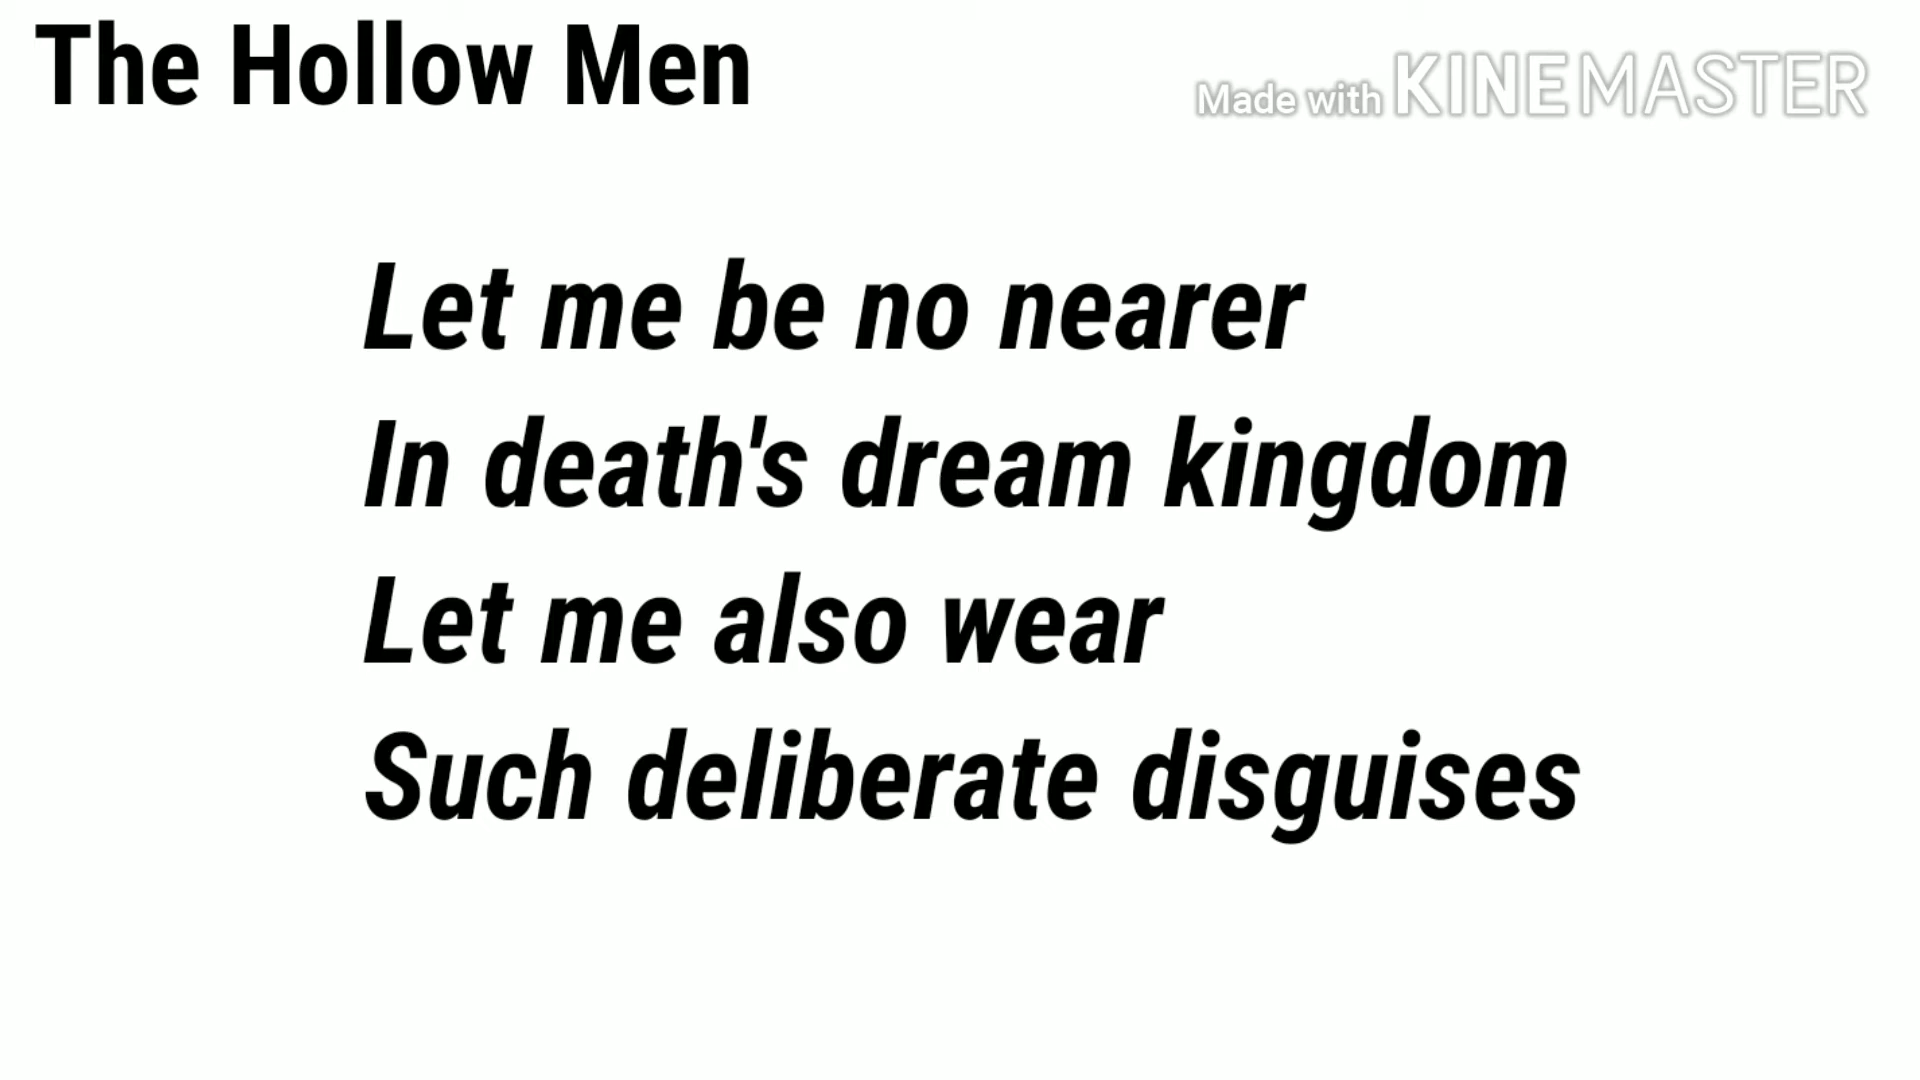 The Hollow Men
Made with KINEMASTER
Let me be no nearer
In death's dream kingdom
Let me also wear
Such deliberate disguises